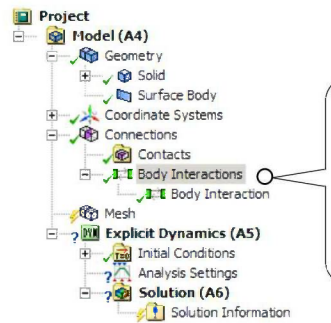 Project
Model (A4)
Geometry
Solid
Surface Body
Coordinate Systems
Connections
Contacts
Body Interactions
Body Interaction
Mesh
Explicit Dynamics (A5)
Initial Conditions
Analysis Settings
Solution (A6)
Solution Information